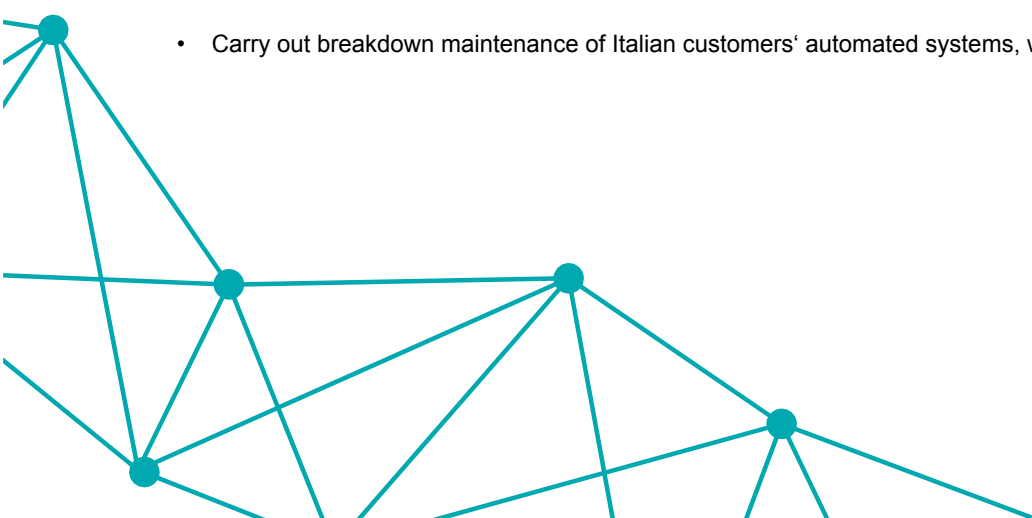 • Carry out breakdown maintenance of Italian customers‘ automated systems,